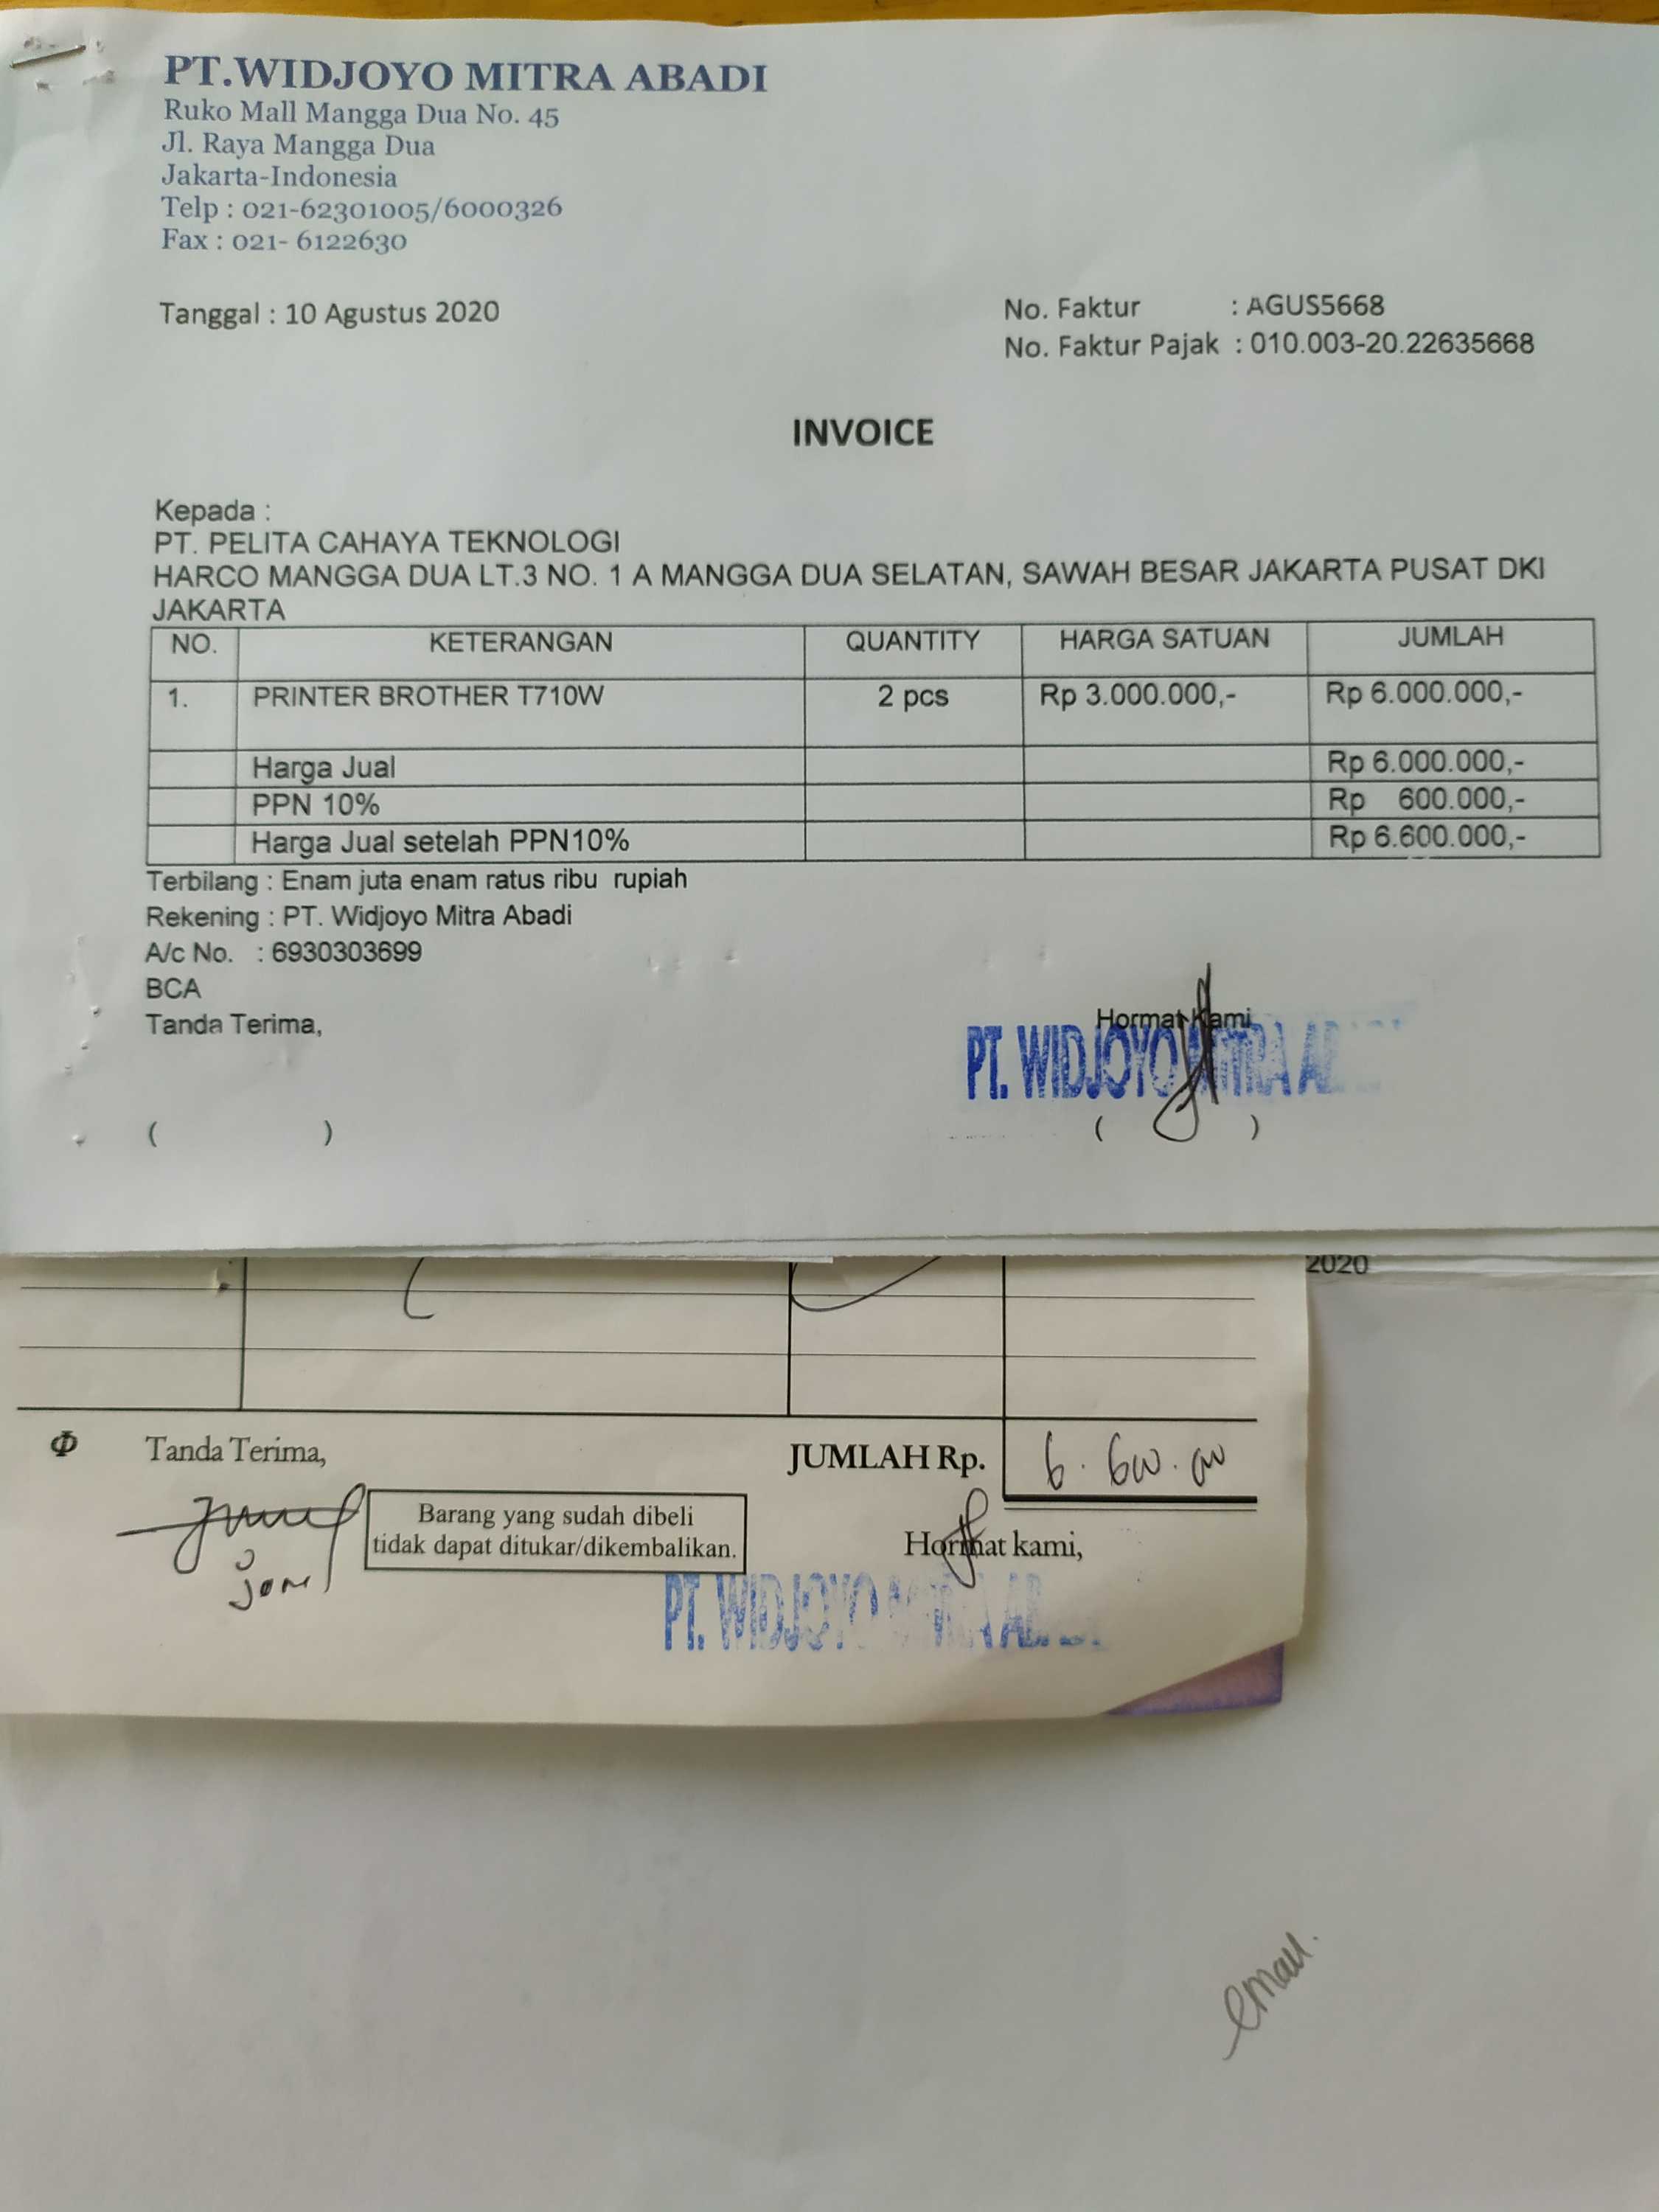 PT.WIDJOYO MITRA ABADI
Ruko Mall Mangga Dua No. 45
Jl. Raya Mangga Dua
Jakarta-Indonesia
Telp : 021-62301005/6000326
Fax : 021- 6122630
Tanggal : 10 Agustus 2020
No. Faktur : AGUS5668
No. Faktur Pajak : 010.003-20.22635668
INVOICE
Kepada :
PT. PELITA CAHAYA TEKNOLOGI
HARCO MANGGA DUA LT.3 NO. 1 A MANGGA DUA SELATAN, SAWAH BESAR JAKARTA PUSAT DKI
JAKARTA
NO. KETERANGAN QUANTITY HARGA SATUAN JUMLAH
1. PRINTER BROTHER T710W 2 pcs Rp 3.000.000,- Rp 6.000.000,-
Harga Jual Rp 6.000.000,-
PPN 10% Rp 600.000,-
Harga Jual setelah PPN10% Rp 6.600.000,-
Terbilang : Enam juta enam ratus ribu rupiah
Rekening : PT. Widjoyo Mitra Abadi
A/c No. : 6930303699
BCA
Tanda Terima,
Hormat Kami
PT. WIDJOYO MITRA AB
( ) ( )
2020
Tanda Terima, JUMLAH Rp. 6.600.000
Barang yang sudah dibeli
tidak dapat ditukar/dikembalikan.
Hormat kami,
PT. WIDJOYO MITRA AB
email.